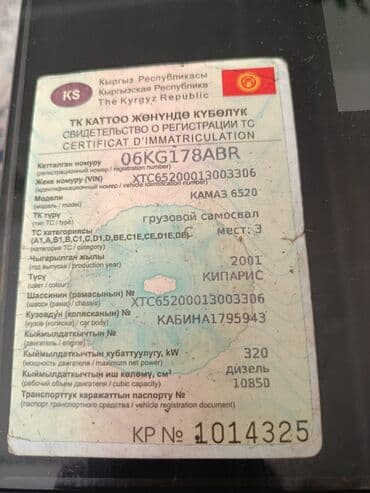 KS
Кыргыз Республикасы
Кыргызская Республика
The Kyrgyz Republic
ТК КАТТОО ЖӨНҮНДӨ КҮБӨЛҮК
СВИДЕТЕЛЬСТВО О РЕГИСТРАЦИИ ТС
CERTIFICAT D'IMMATRICULATION
Катталган номуру 06KG178ABR
(регистрационный номер / registration number)
Жеке номуру (VIN) XTC65200013003306
(идентификационный номер / vehicle identification number)
Модели КАМАЗ 6520
(модель / model)
ТК түрү грузовой самосвал
(тип ТС / type)
ТС категориясы C мест: 3
(A1,A,B1,B,C1,C,D1,D,BE,C1E,CE,D1E,DE)
(категория ТС / category)
Чыгарылган жылы 2001
(год выпуска / production year)
Түсү КИПАРИС
(цвет / colour)
Шассинин (рамасынын) № XTC65200013003306
(шасси (рама) / chassis)
Кузовдун (колясканын) № КАБИНА1795943
(кузов (коляска) / car body)
Кыймылдаткычтын №
(двигатель / engine)
Кыймылдаткычтын кубаттуулугу, kW 320
(мощность двигателя / maximum net power)
дизель
Кыймылдаткычтын иш көлөмү, см³ 10850
(рабочий объем двигателя / cubic capacity)
Транспорттук каражаттын паспорту №
(паспорт транспортного средства / vehicle registration document)
КР № 1014325